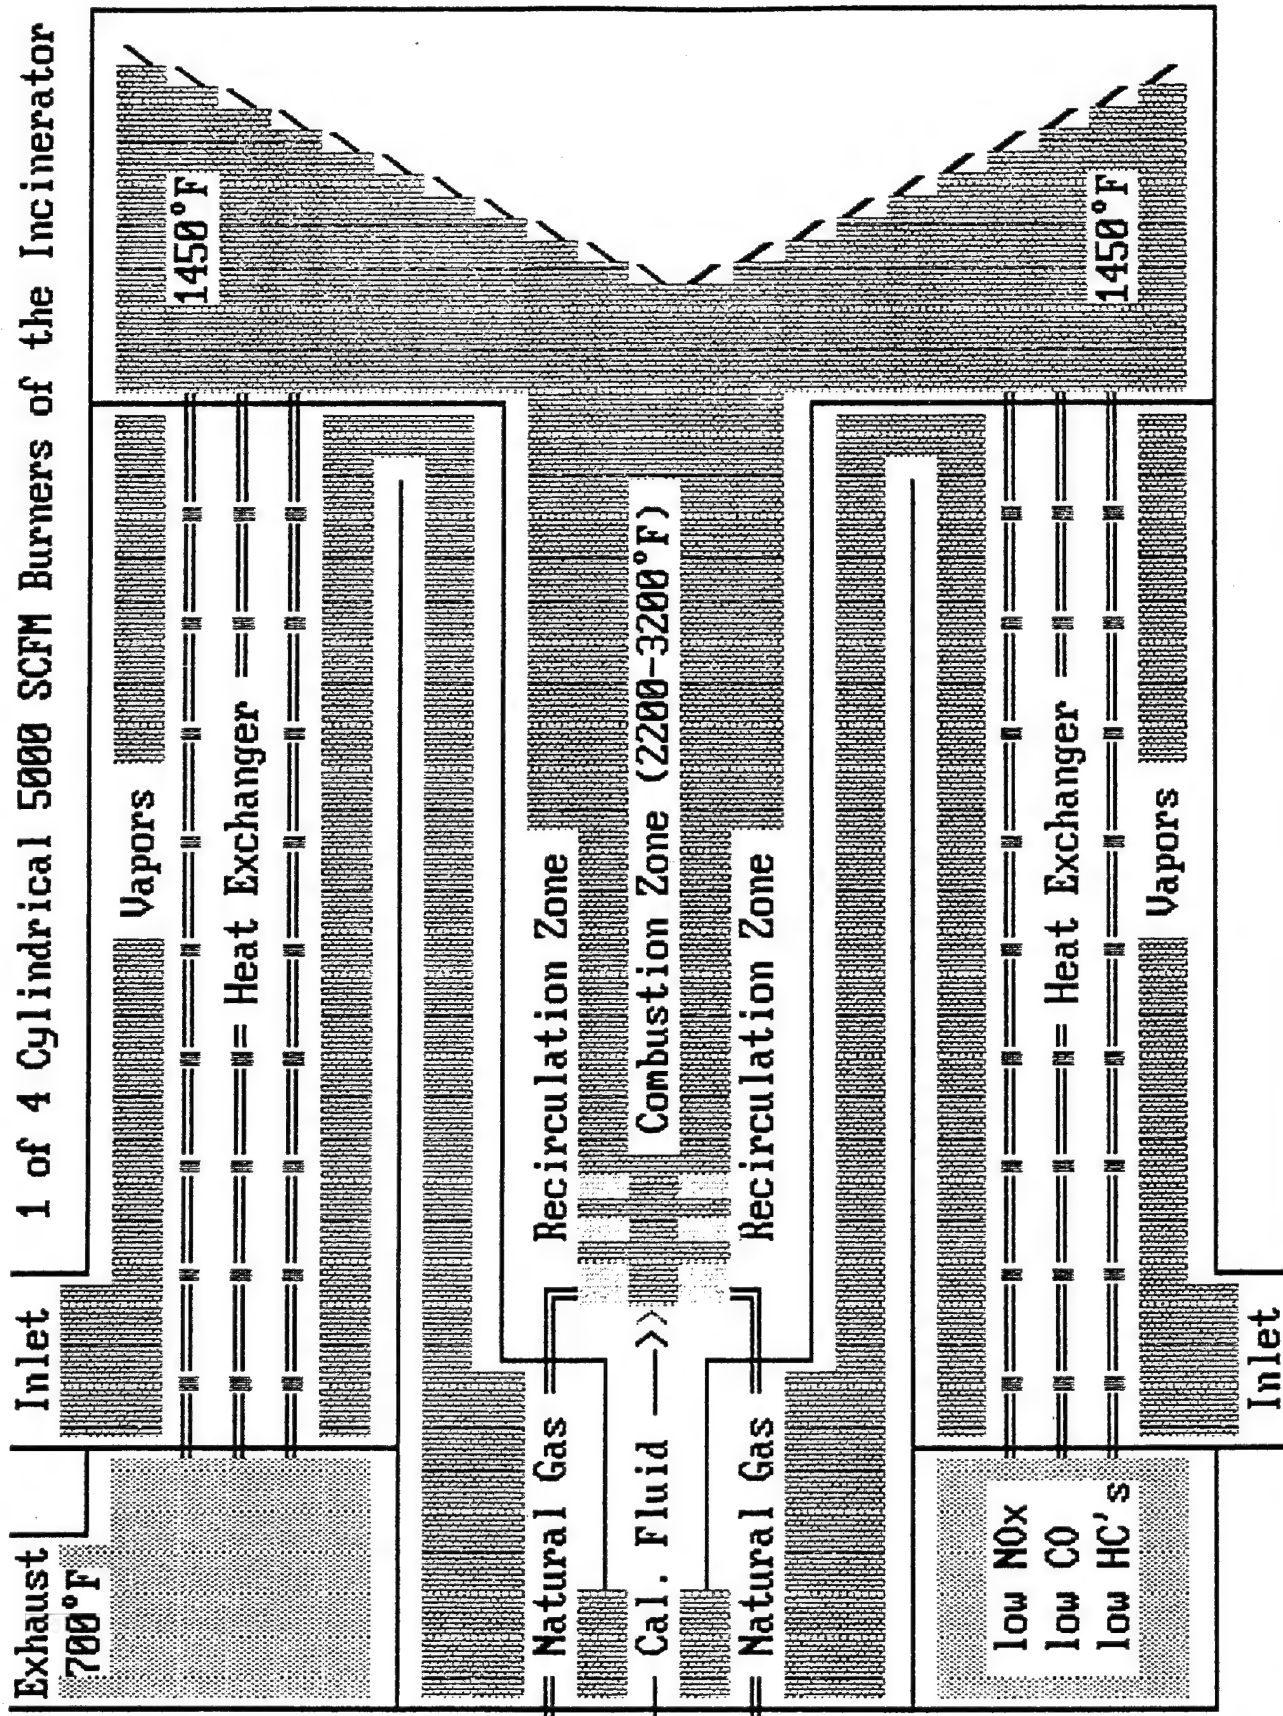 1 of 4 Cylindrical 5000 SCFM Burners of the Incinerator
Exhaust
700°F
Inlet
Vapors
1450°F
Heat Exchanger
Natural Gas
Recirculation Zone
Cal. Fluid ──>>
Combustion Zone (2200-3200°F)
Natural Gas
Recirculation Zone
low NOx
low CO
low HC's
Heat Exchanger
1450°F
Vapors
Inlet